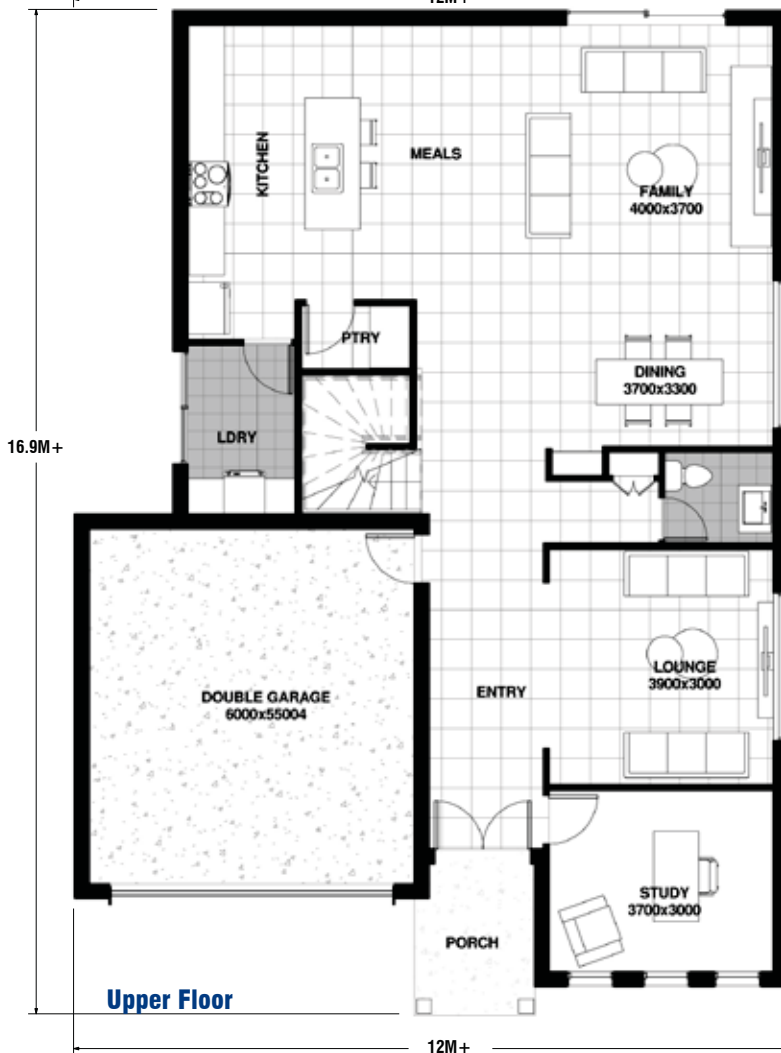 12M+
KITCHEN
MEALS
FAMILY
4000x3700
PTRY
DINING
3700x3300
LDRY
16.9M+
LOUNGE
3900x3000
ENTRY
DOUBLE GARAGE
6000x55004
STUDY
3700x3000
PORCH
Upper Floor
12M+